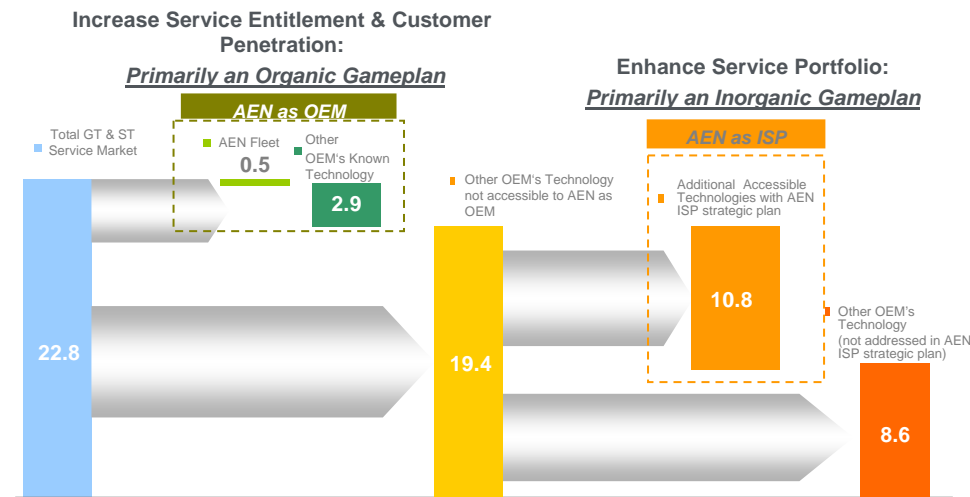 Increase Service Entitlement & Customer
Penetration:
Primarily an Organic Gameplan
Enhance Service Portfolio:
Primarily an Inorganic Gameplan
AEN as OEM
AEN as ISP
Total GT & ST
Service Market
AEN Fleet
0.5
Other
OEM‘s Known
Technology
2.9
Other OEM‘s Technology
not accessible to AEN as
OEM
Additional Accessible
Technologies with AEN
ISP strategic plan
10.8
Other OEM’s
Technology
(not addressed in AEN
ISP strategic plan)
22.8
19.4
8.6